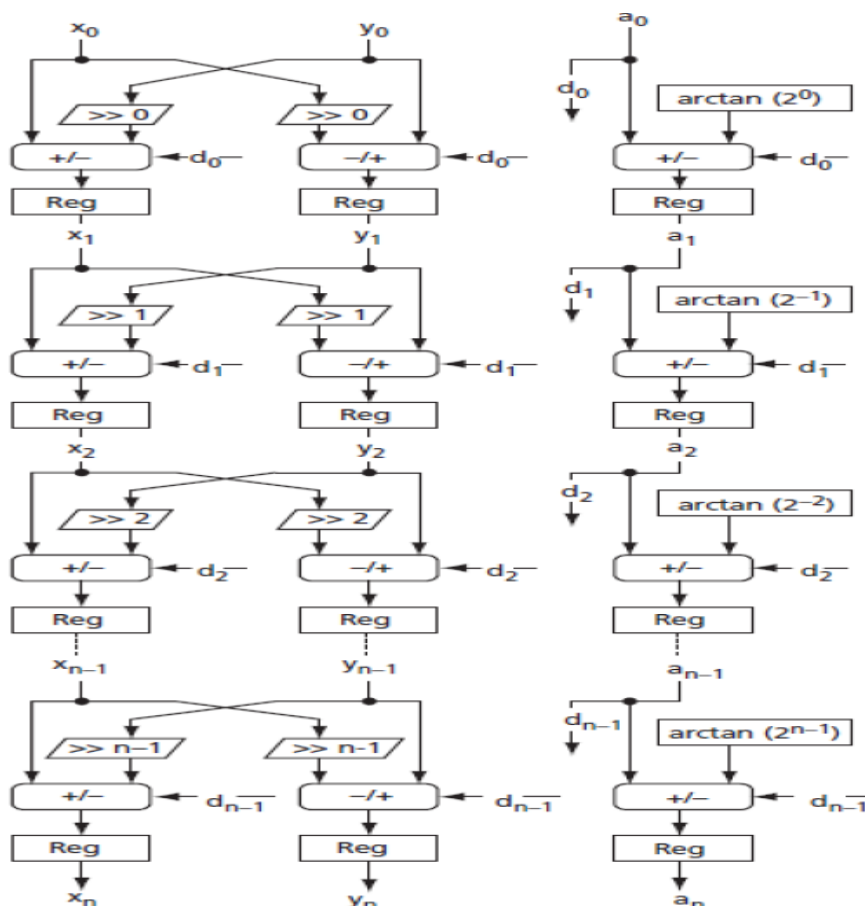 x₀ y₀ a₀
d₀ arctan (2⁰)
>> 0 >> 0
+/− d₀ −/+ d₀ +/− d₀
Reg Reg Reg
x₁ y₁ a₁
d₁ arctan (2⁻¹)
>> 1 >> 1
+/− d₁ −/+ d₁ +/− d₁
Reg Reg Reg
x₂ y₂ a₂
d₂ arctan (2⁻²)
>> 2 >> 2
+/− d₂ −/+ d₂ +/− d₂
Reg Reg Reg
xₙ₋₁ yₙ₋₁ aₙ₋₁
dₙ₋₁ arctan (2ⁿ⁻¹)
>> n−1 >> n-1
+/− dₙ₋₁ −/+ dₙ₋₁ +/− dₙ₋₁
Reg Reg Reg
xₙ yₙ aₙ